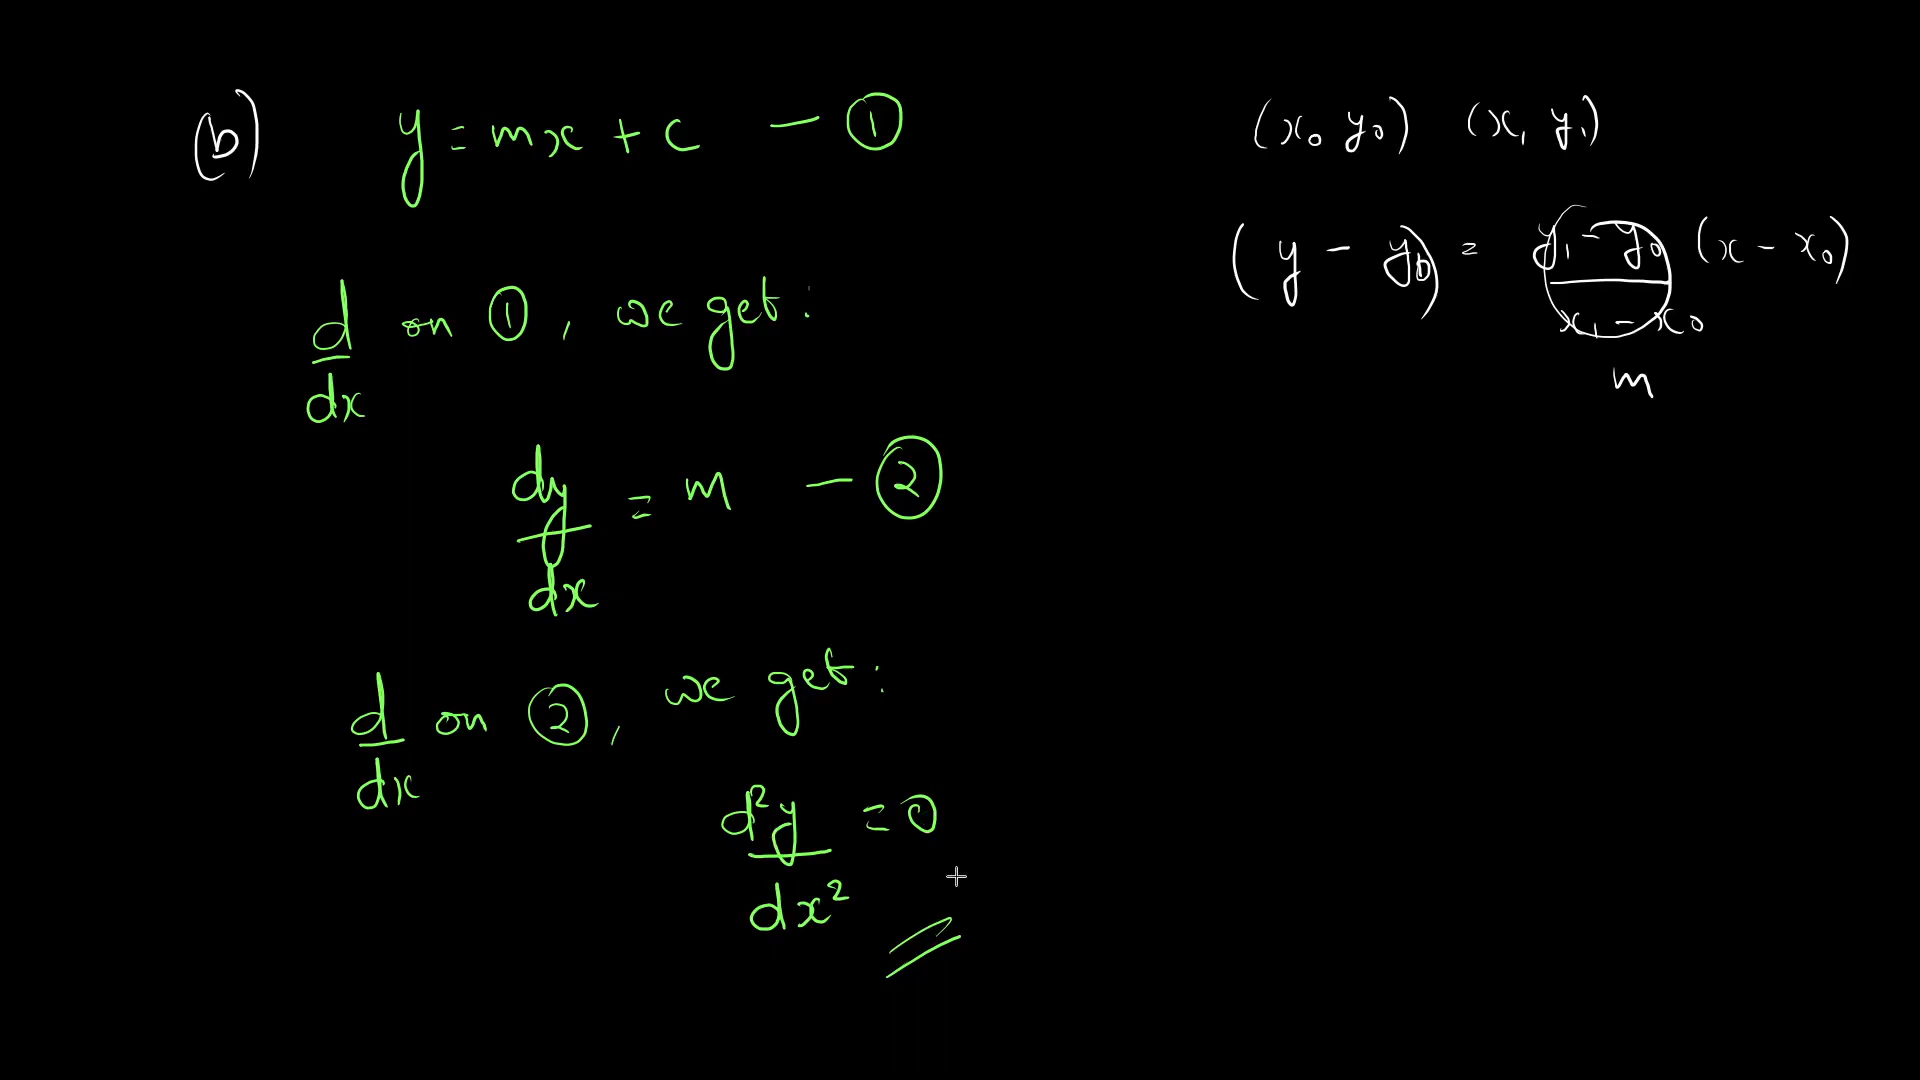 (b) y = mx + c — ①
d/dx on ①, we get:
dy/dx = m — ②
d/dx on ②, we get:
d²y/dx² = 0
(x₀ y₀) (x₁ y₁)
(y - y₀) = y₁ - y₀/x₁ - x₀ (x - x₀)
m